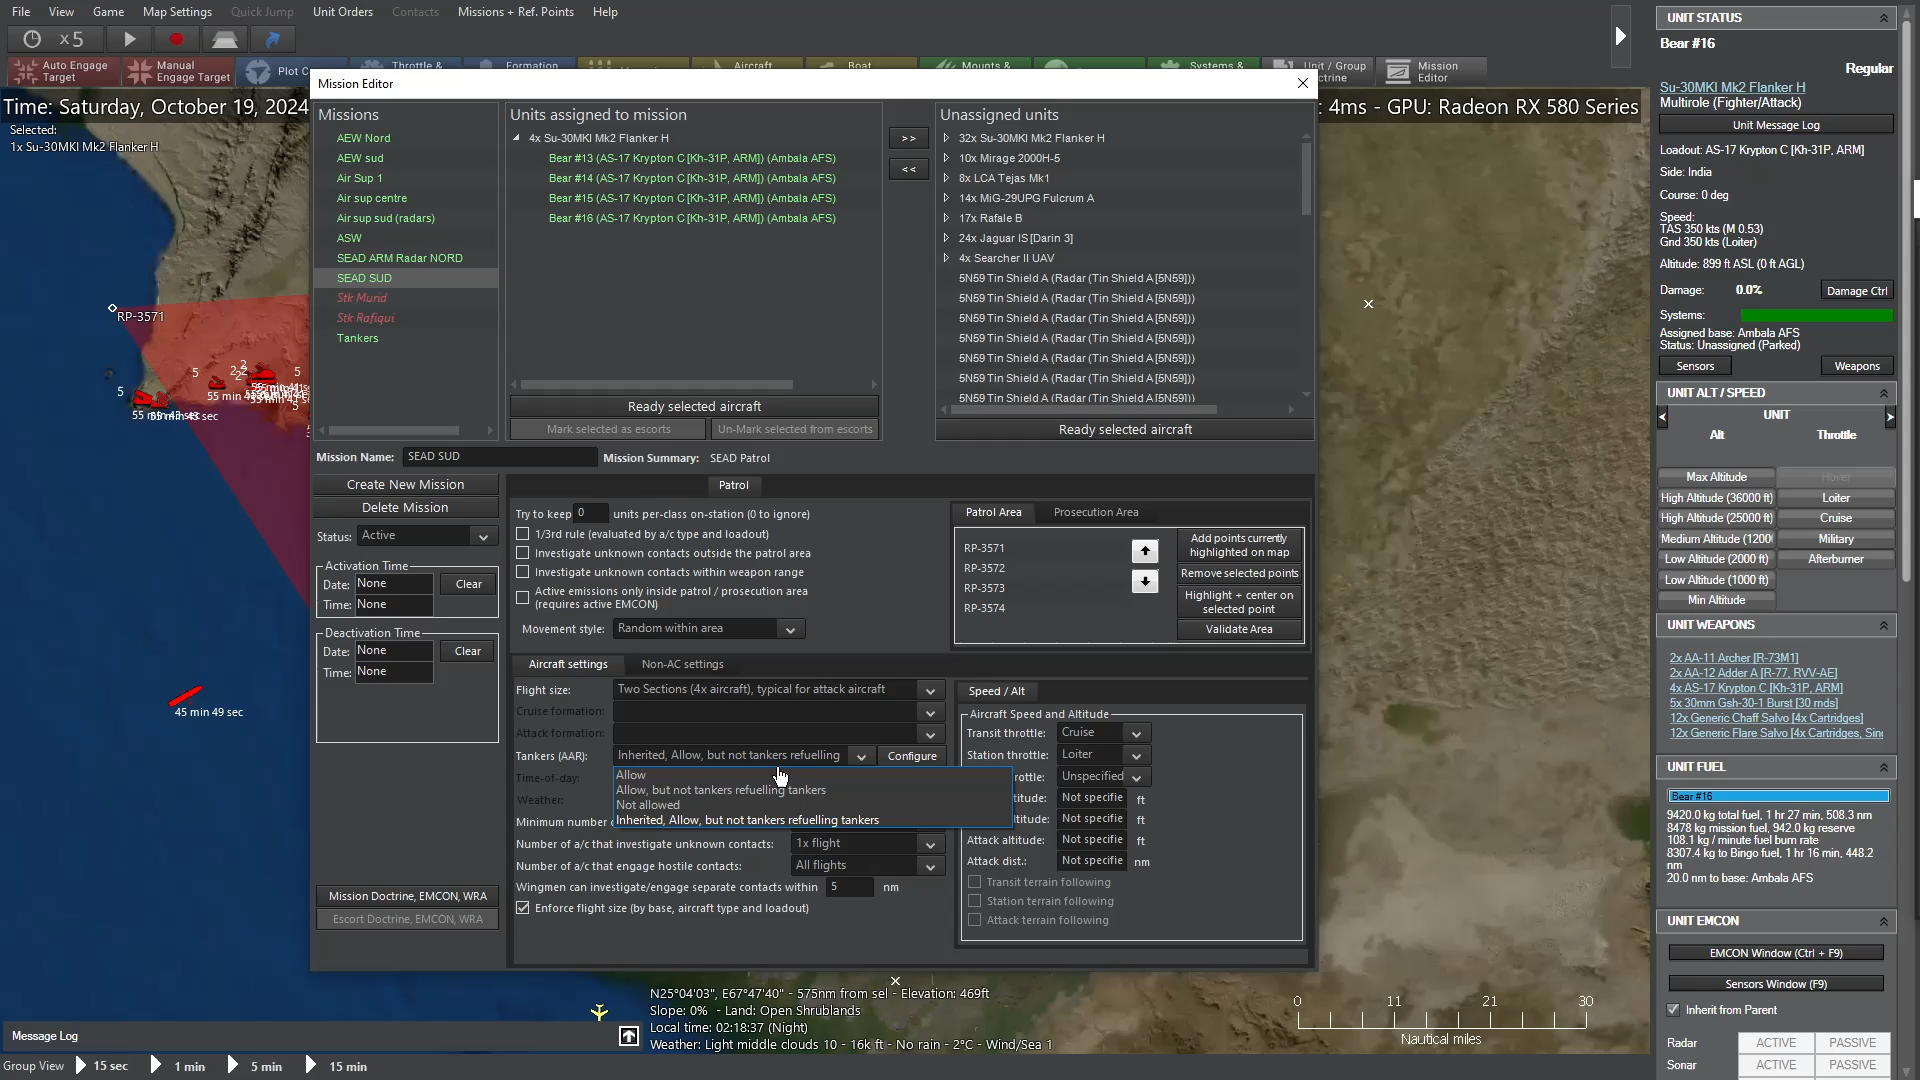 File View Game Map Settings Quick Jump Unit Orders Contacts Missions + Ref. Points Help
x5
Auto Engage
Target
Manual
Engage Target
Plot C
Throttle &
Formation
Aircraft
Boat
Mounts &
Systems &
Unit / Group
ctrine
Mission
Editor
Time: Saturday, October 19, 2024
: 4ms - GPU: Radeon RX 580 Series
Selected:
1x Su-30MKI Mk2 Flanker H
RP-3571
45 min 49 sec
Mission Editor
Missions
AEW Nord
AEW sud
Air Sup 1
Air sup centre
Air sup sud (radars)
ASW
SEAD ARM Radar NORD
SEAD SUD
Stk Murid
Stk Rafiqui
Tankers
Units assigned to mission
4x Su-30MKI Mk2 Flanker H
Bear #13 (AS-17 Krypton C [Kh-31P, ARM]) (Ambala AFS)
Bear #14 (AS-17 Krypton C [Kh-31P, ARM]) (Ambala AFS)
Bear #15 (AS-17 Krypton C [Kh-31P, ARM]) (Ambala AFS)
Bear #16 (AS-17 Krypton C [Kh-31P, ARM]) (Ambala AFS)
Ready selected aircraft
Mark selected as escorts
Un-Mark selected from escorts
>>
<<
Unassigned units
32x Su-30MKI Mk2 Flanker H
10x Mirage 2000H-5
8x LCA Tejas Mk1
14x MiG-29UPG Fulcrum A
17x Rafale B
24x Jaguar IS [Darin 3]
4x Searcher II UAV
5N59 Tin Shield A (Radar (Tin Shield A [5N59]))
5N59 Tin Shield A (Radar (Tin Shield A [5N59]))
5N59 Tin Shield A (Radar (Tin Shield A [5N59]))
5N59 Tin Shield A (Radar (Tin Shield A [5N59]))
5N59 Tin Shield A (Radar (Tin Shield A [5N59]))
5N59 Tin Shield A (Radar (Tin Shield A [5N59]))
5N59 Tin Shield A (Radar (Tin Shield A [5N59]))
Ready selected aircraft
Mission Name: SEAD SUD
Mission Summary: SEAD Patrol
Create New Mission
Delete Mission
Status: Active
Activation Time
Date: None Clear
Time: None
Deactivation Time
Date: None Clear
Time: None
Mission Doctrine, EMCON, WRA
Escort Doctrine, EMCON, WRA
Patrol
Try to keep 0 units per-class on-station (0 to ignore)
1/3rd rule (evaluated by a/c type and loadout)
Investigate unknown contacts outside the patrol area
Investigate unknown contacts within weapon range
Active emissions only inside patrol / prosecution area
(requires active EMCON)
Movement style: Random within area
Patrol Area Prosecution Area
RP-3571
RP-3572
RP-3573
RP-3574
Add points currently
highlighted on map
Remove selected points
Highlight + center on
selected point
Validate Area
Aircraft settings Non-AC settings
Flight size: Two Sections (4x aircraft), typical for attack aircraft
Cruise formation:
Attack formation:
Tankers (AAR): Inherited, Allow, but not tankers refuelling Configure
Time-of-day:
Weather:
Allow
Allow, but not tankers refuelling tankers
Not allowed
Inherited, Allow, but not tankers refuelling tankers
Minimum number o
Number of a/c that investigate unknown contacts: 1x flight
Number of a/c that engage hostile contacts: All flights
Wingmen can investigate/engage separate contacts within 5 nm
Enforce flight size (by base, aircraft type and loadout)
Speed / Alt
Aircraft Speed and Altitude
Transit throttle: Cruise
Station throttle: Loiter
rottle: Unspecified
titude: Not specifie ft
ltitude: Not specifie ft
Attack altitude: Not specifie ft
Attack dist.: Not specifie nm
Transit terrain following
Station terrain following
Attack terrain following
N25°04'03", E67°47'40" - 575nm from sel - Elevation: 469ft
Slope: 0% - Land: Open Shrublands
Local time: 02:18:37 (Night)
Weather: Light middle clouds 10 - 16k ft - No rain - 2°C - Wind/Sea 1
0 11 21 30
Nautical miles
Message Log
Group View 15 sec 1 min 5 min 15 min
UNIT STATUS
Bear #16
Regular
Su-30MKI Mk2 Flanker H
Multirole (Fighter/Attack)
Unit Message Log
Loadout: AS-17 Krypton C [Kh-31P, ARM]
Side: India
Course: 0 deg
Speed:
TAS 350 kts (M 0.53)
Gnd 350 kts (Loiter)
Altitude: 899 ft ASL (0 ft AGL)
Damage: 0.0% Damage Ctrl
Systems:
Assigned base: Ambala AFS
Status: Unassigned (Parked)
Sensors Weapons
UNIT ALT / SPEED
UNIT
Alt Throttle
Max Altitude Hover
High Altitude (36000 ft) Loiter
High Altitude (25000 ft) Cruise
Medium Altitude (1200( Military
Low Altitude (2000 ft) Afterburner
Low Altitude (1000 ft)
Min Altitude
UNIT WEAPONS
2x AA-11 Archer [R-73M1]
2x AA-12 Adder A [R-77, RVV-AE]
4x AS-17 Krypton C [Kh-31P, ARM]
5x 30mm Gsh-30-1 Burst [30 rnds]
12x Generic Chaff Salvo [4x Cartridges]
12x Generic Flare Salvo [4x Cartridges, Sin
UNIT FUEL
Bear #16
9420.0 kg total fuel, 1 hr 27 min, 508.3 nm
8478 kg mission fuel, 942.0 kg reserve
108.1 kg / minute fuel burn rate
8307.4 kg to Bingo fuel, 1 hr 16 min, 448.2
nm
20.0 nm to base: Ambala AFS
UNIT EMCON
EMCON Window (Ctrl + F9)
Sensors Window (F9)
Inherit from Parent
Radar ACTIVE PASSIVE
Sonar ACTIVE PASSIVE